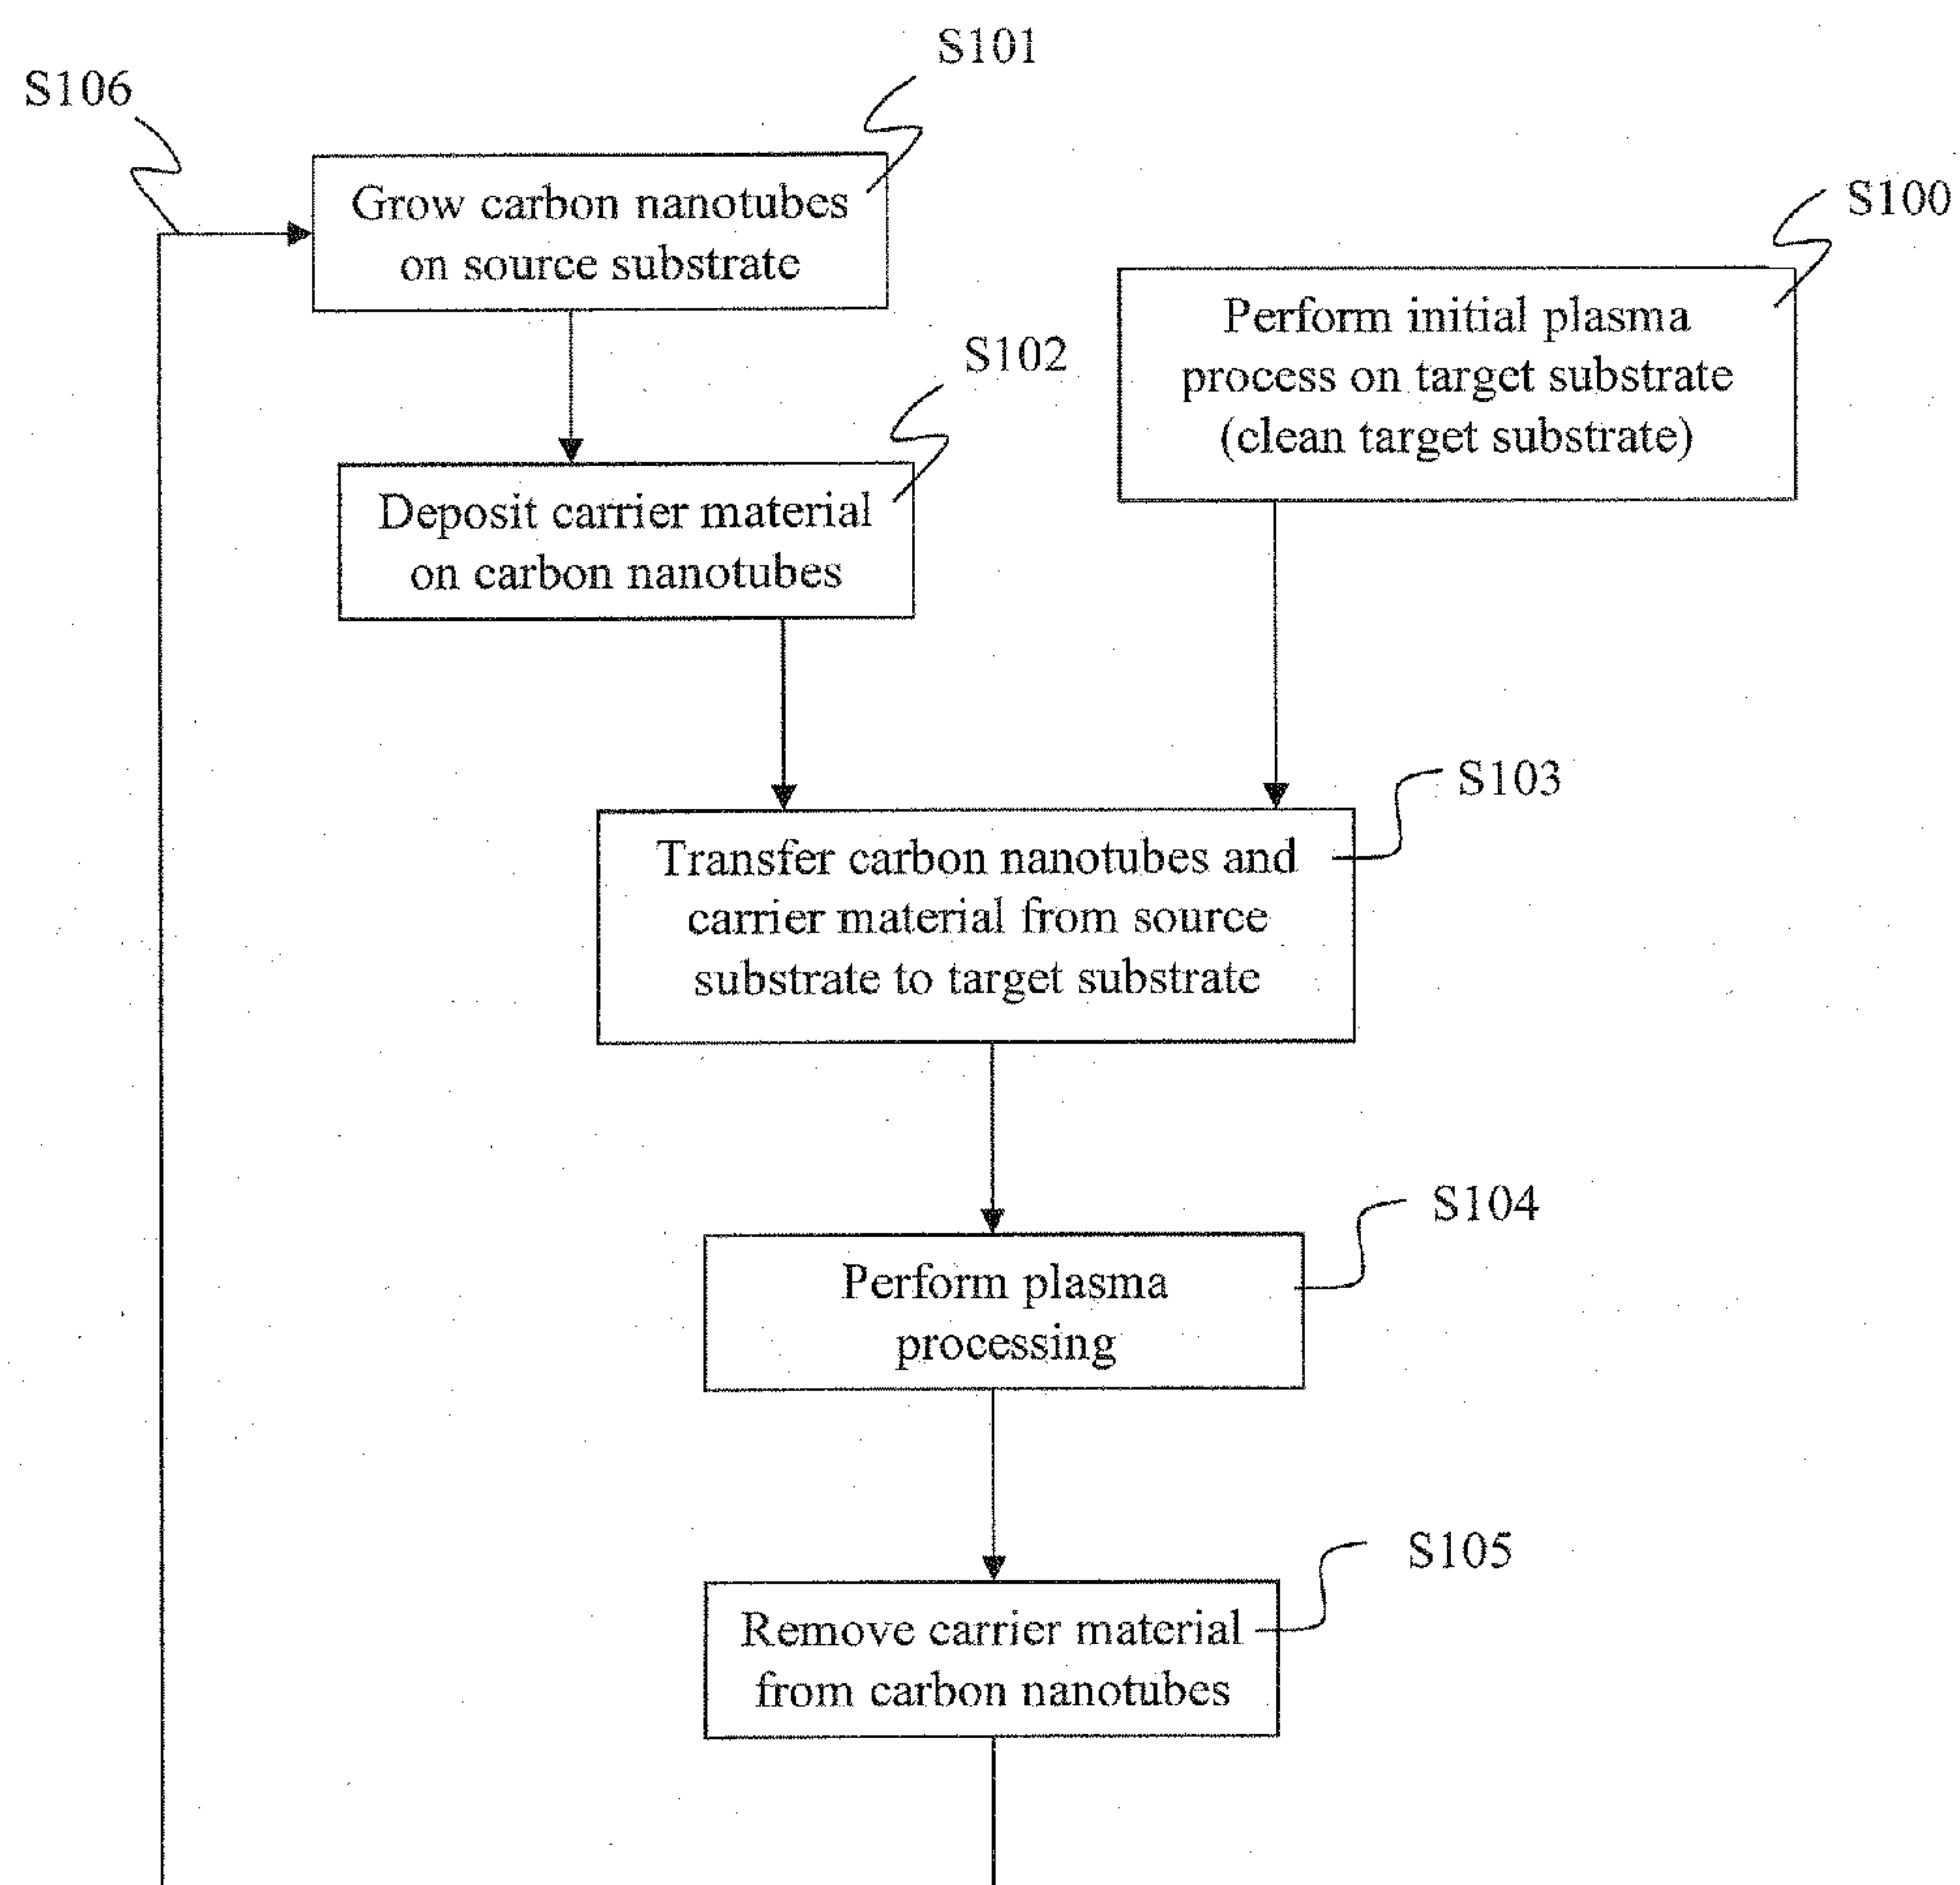 S101
S106
Grow carbon nanotubes
on source substrate
S100
Perform initial plasma
process on target substrate
(clean target substrate)
S102
Deposit carrier material
on carbon nanotubes
S103
Transfer carbon nanotubes and
carrier material from source
substrate to target substrate
S104
Perform plasma
processing
S105
Remove carrier material
from carbon nanotubes